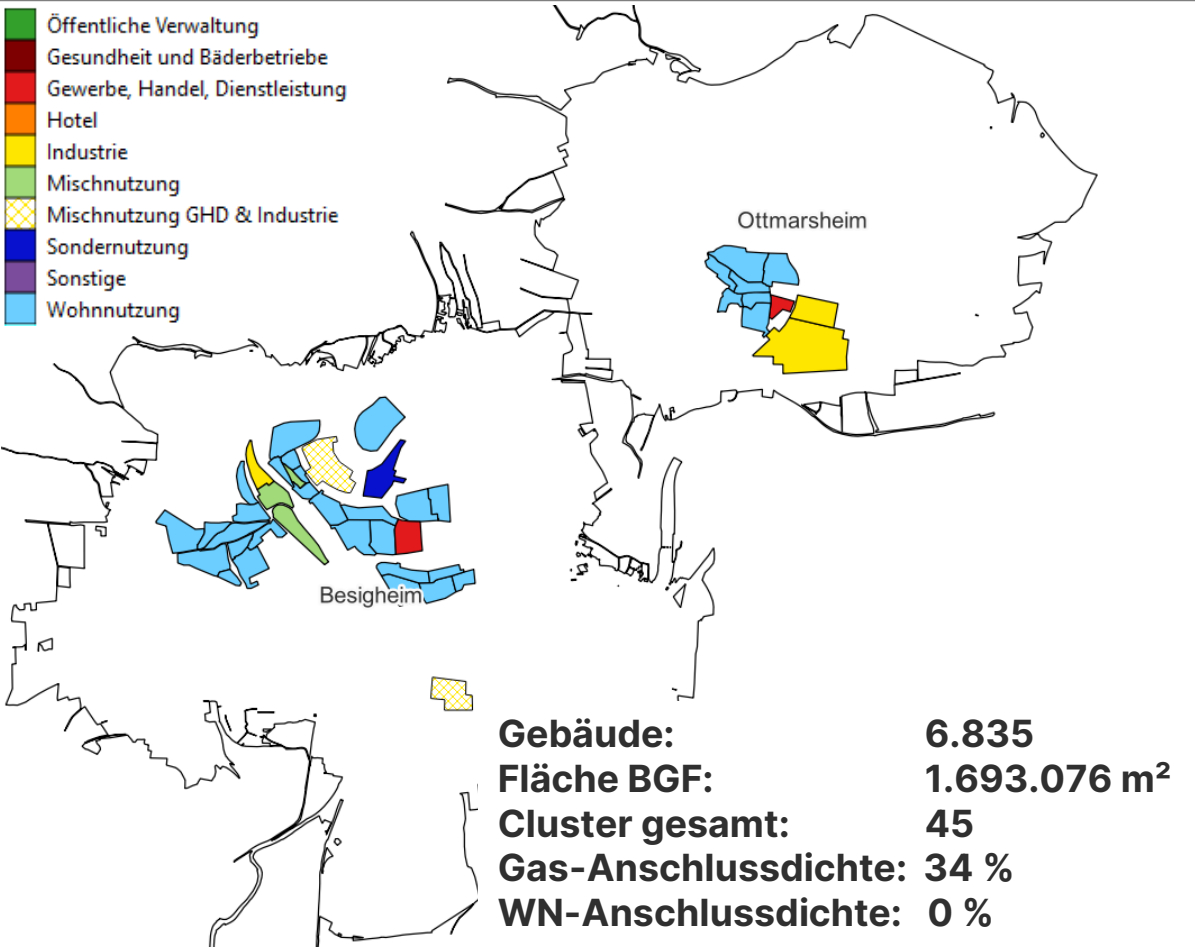 Öffentliche Verwaltung
Gesundheit und Bäderbetriebe
Gewerbe, Handel, Dienstleistung
Hotel
Industrie
Mischnutzung
Mischnutzung GHD & Industrie
Sondernutzung
Sonstige
Wohnnutzung
Ottmarsheim
Besigheim
Gebäude: 6.835
Fläche BGF: 1.693.076 m²
Cluster gesamt: 45
Gas-Anschlussdichte: 34 %
WN-Anschlussdichte: 0 %